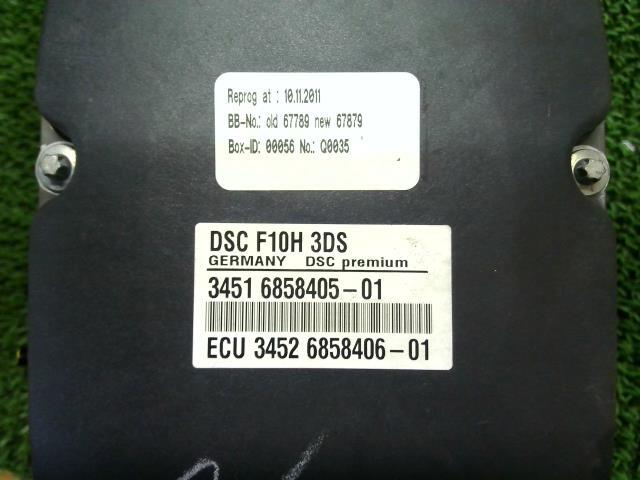 Reprog at : 10.11.2011
BB-No.: old 67789 new 67879
Box-ID: 00056 No.: Q0035
DSC F10H 3DS
GERMANY DSC premium
3451 6858405-01
ECU 3452 6858406-01